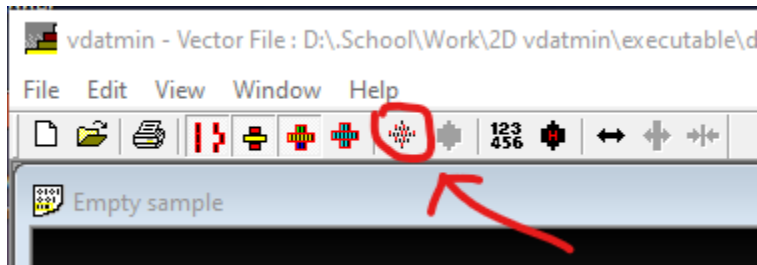 vdatmin - Vector File : D:\.School\Work\2D vdatmin\executable\d
File Edit View Window Help
123
456
H
Empty sample